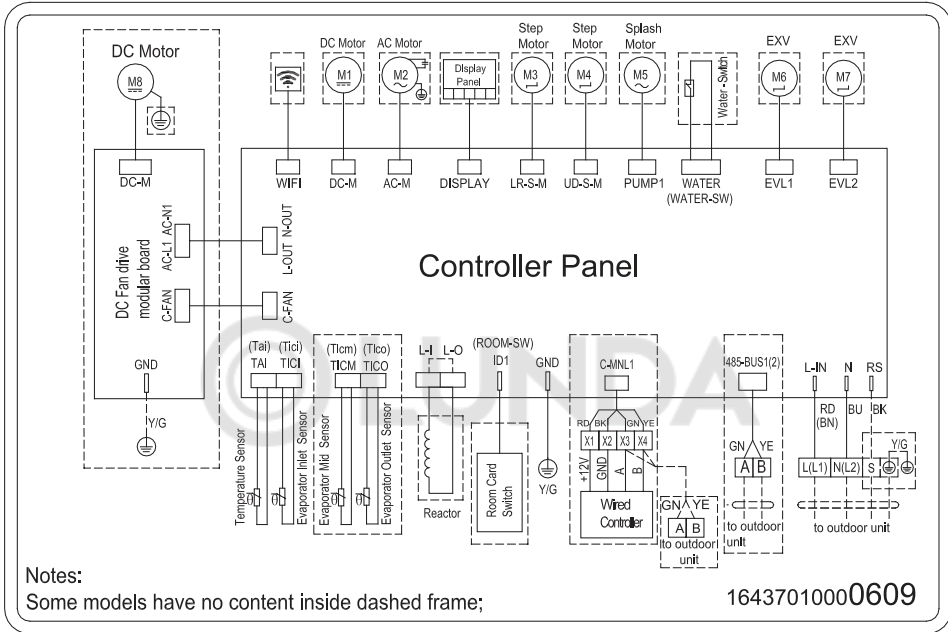 DC Motor
M8
DC-M
DC Fan drive
modular board
AC-L1 AC-N1
C-FAN
GND
Y/G
DC Motor
AC Motor
Step
Motor
Step
Motor
Splash
Motor
EXV
EXV
M1
M2
Display
Panel
M3
M4
M5
Water-Switch
M6
M7
WIFI
DC-M
AC-M
DISPLAY
LR-S-M
UD-S-M
PUMP1
WATER
(WATER-SW)
EVL1
EVL2
L-OUT N-OUT
C-FAN
Controller Panel
LUNDA
(Tai)
TAI
(Tici)
TICI
(TIcm)
TICM
(TIco)
TICO
L-I
L-O
(ROOM-SW)
ID1
GND
C-MNL1
485-BUS1(2)
L-IN
N
RS
Temperature Sensor
Evaporator Inlet Sensor
Evaporator Mid Sensor
Evaporator Outlet Sensor
Reactor
Room Card
Switch
Y/G
RD BK GN YE
X1 X2 X3 X4
+12V
GND
A
B
Wired
Controller
GN YE
A B
to outdoor
unit
GN YE
A B
to outdoor
unit
RD
(BN)
BU
BK
Y/G
L(L1) N(L2) S
to outdoor unit
Notes:
Some models have no content inside dashed frame;
16437010000609